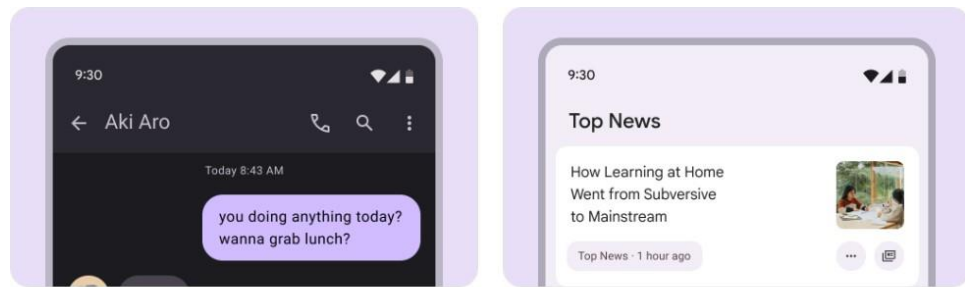 9:30
Aki Aro
Today 8:43 AM
you doing anything today?
wanna grab lunch?
9:30
Top News
How Learning at Home
Went from Subversive
to Mainstream
Top News · 1 hour ago